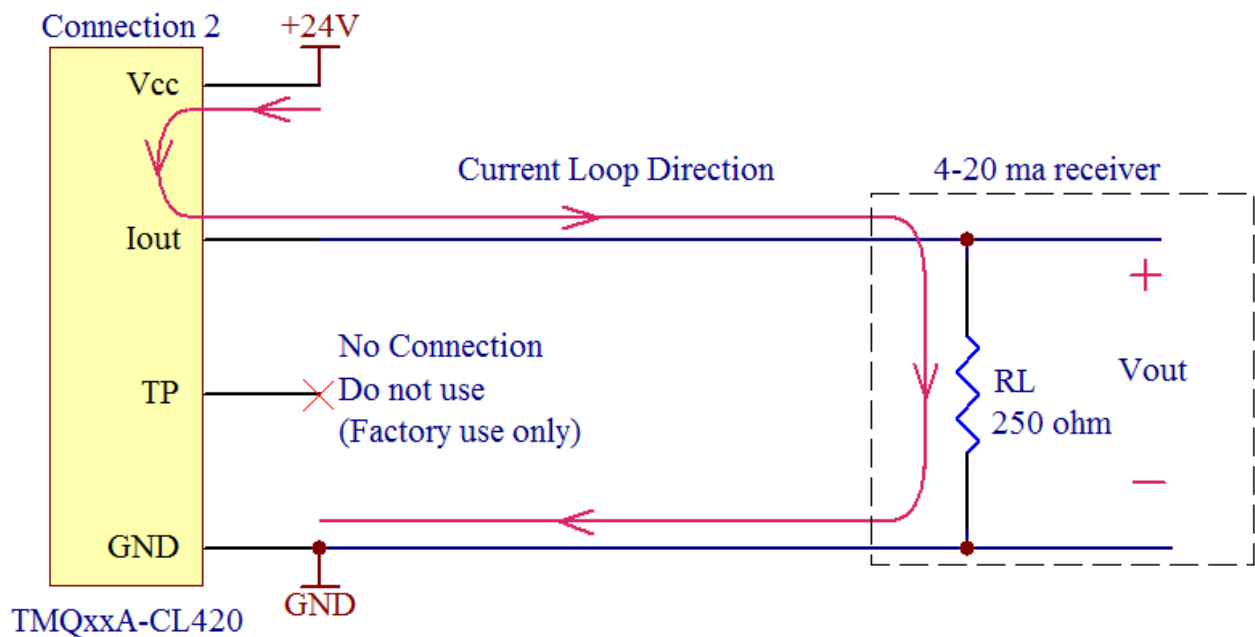 Connection 2
+24V
Vcc
Current Loop Direction
4-20 ma receiver
Iout
+
No Connection
Do not use
(Factory use only)
TP
RL
250 ohm
Vout
−
GND
GND
TMQxxA-CL420